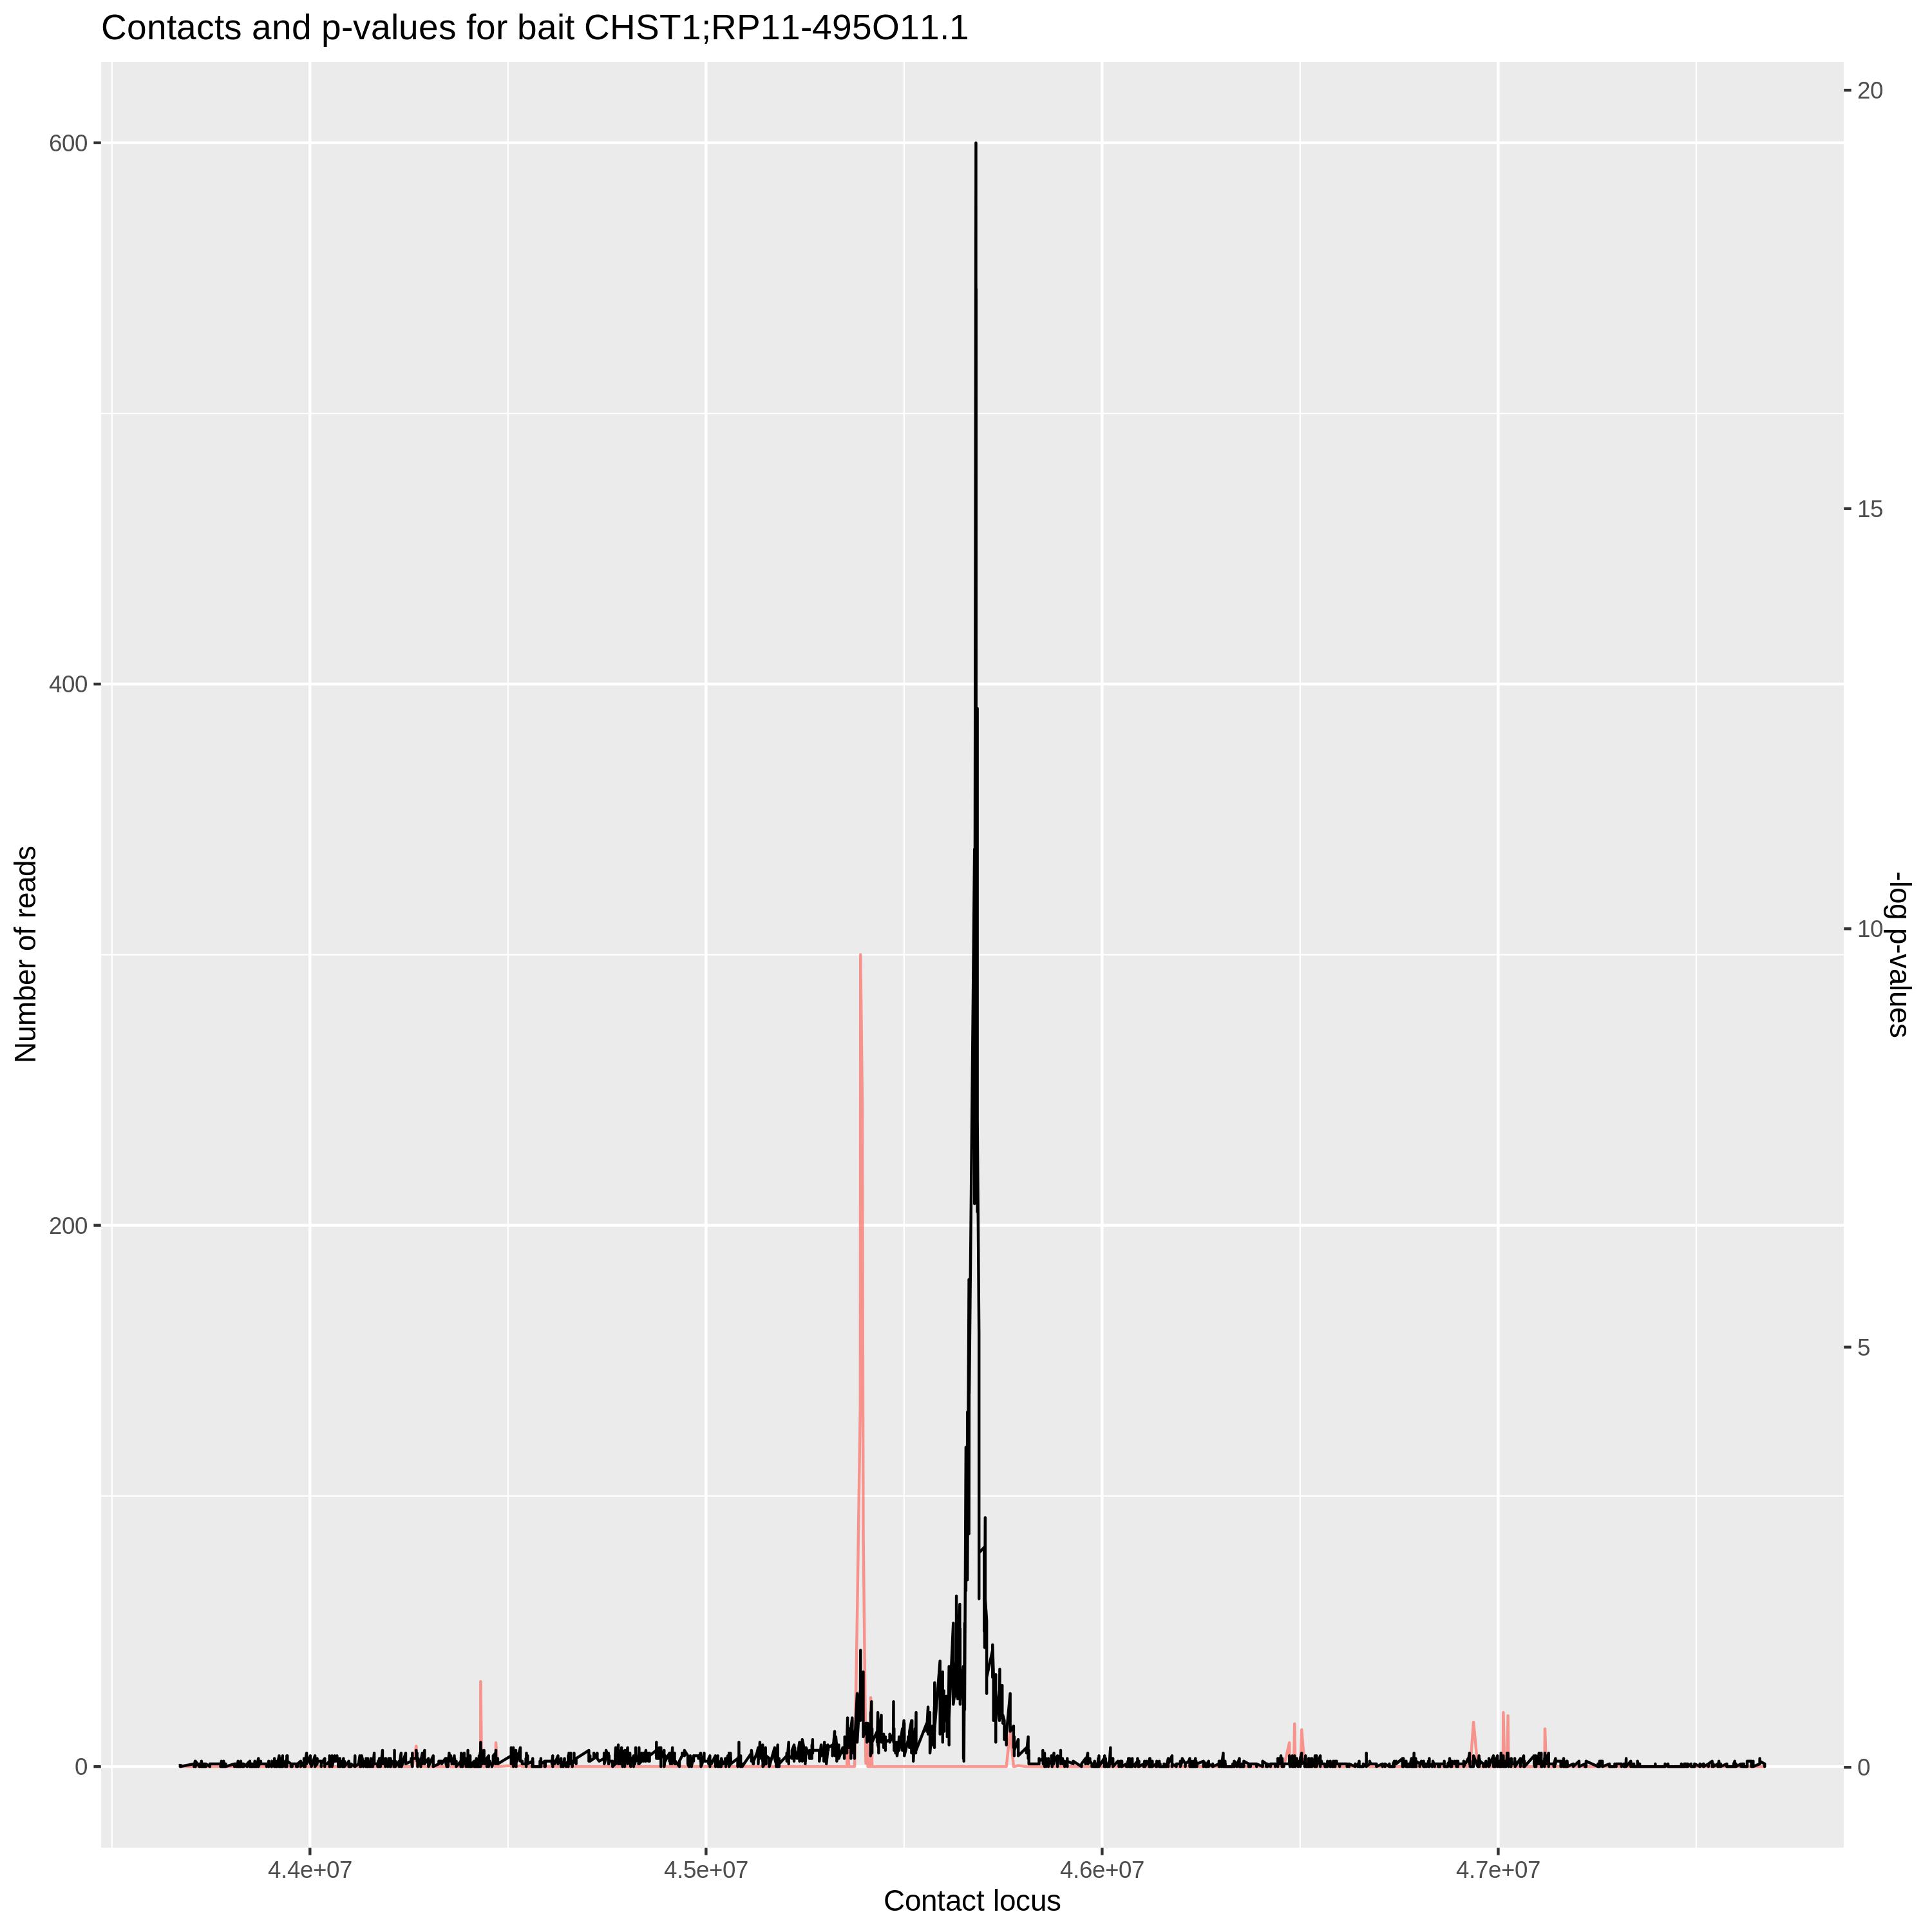 Contacts and p-values for bait CHST1;RP11-495O11.1
600
400
200
0
Number of reads
20
15
10
5
0
-log p-values
4.4e+07
4.5e+07
4.6e+07
4.7e+07
Contact locus